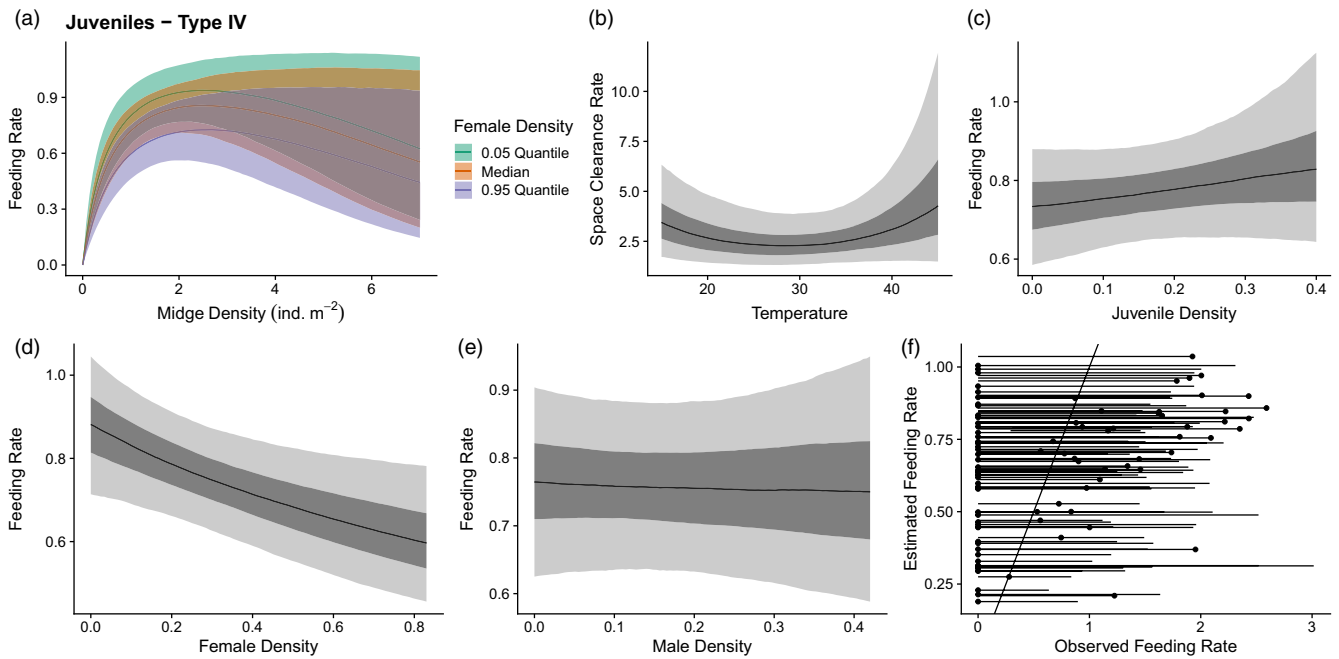 (a)
Juveniles − Type IV
Feeding Rate
0.9
0.6
0.3
0.0
0
2
4
6
Midge Density (ind. m−2)
Female Density
0.05 Quantile
Median
0.95 Quantile
(b)
Space Clearance Rate
10.0
7.5
5.0
2.5
20
30
40
Temperature
(c)
Feeding Rate
1.0
0.8
0.6
0.0
0.1
0.2
0.3
0.4
Juvenile Density
(d)
Feeding Rate
1.0
0.8
0.6
0.0
0.2
0.4
0.6
0.8
Female Density
(e)
Feeding Rate
0.9
0.8
0.7
0.6
0.0
0.1
0.2
0.3
0.4
Male Density
(f)
Estimated Feeding Rate
1.00
0.75
0.50
0.25
0
1
2
3
Observed Feeding Rate